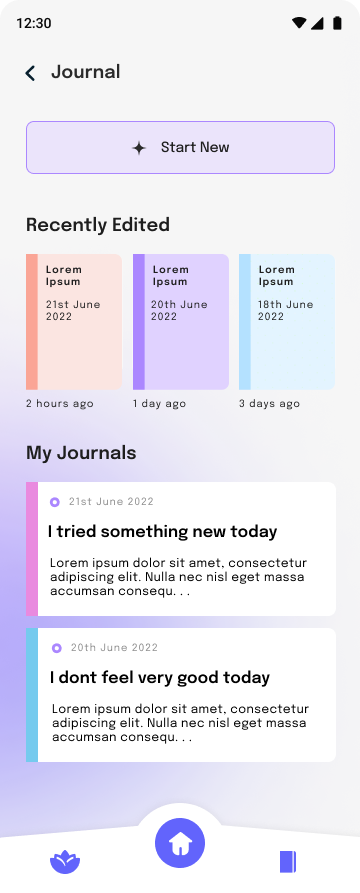 12:30
Journal
Start New
Recently Edited
Lorem
Ipsum
21st June
2022
2 hours ago
Lorem
Ipsum
20th June
2022
1 day ago
Lorem
Ipsum
18th June
2022
3 days ago
My Journals
21st June 2022
I tried something new today
Lorem ipsum dolor sit amet, consectetur
adipiscing elit. Nulla nec nisl eget massa
accumsan consequ. . .
20th June 2022
I dont feel very good today
Lorem ipsum dolor sit amet, consectetur
adipiscing elit. Nulla nec nisl eget massa
accumsan consequ. . .